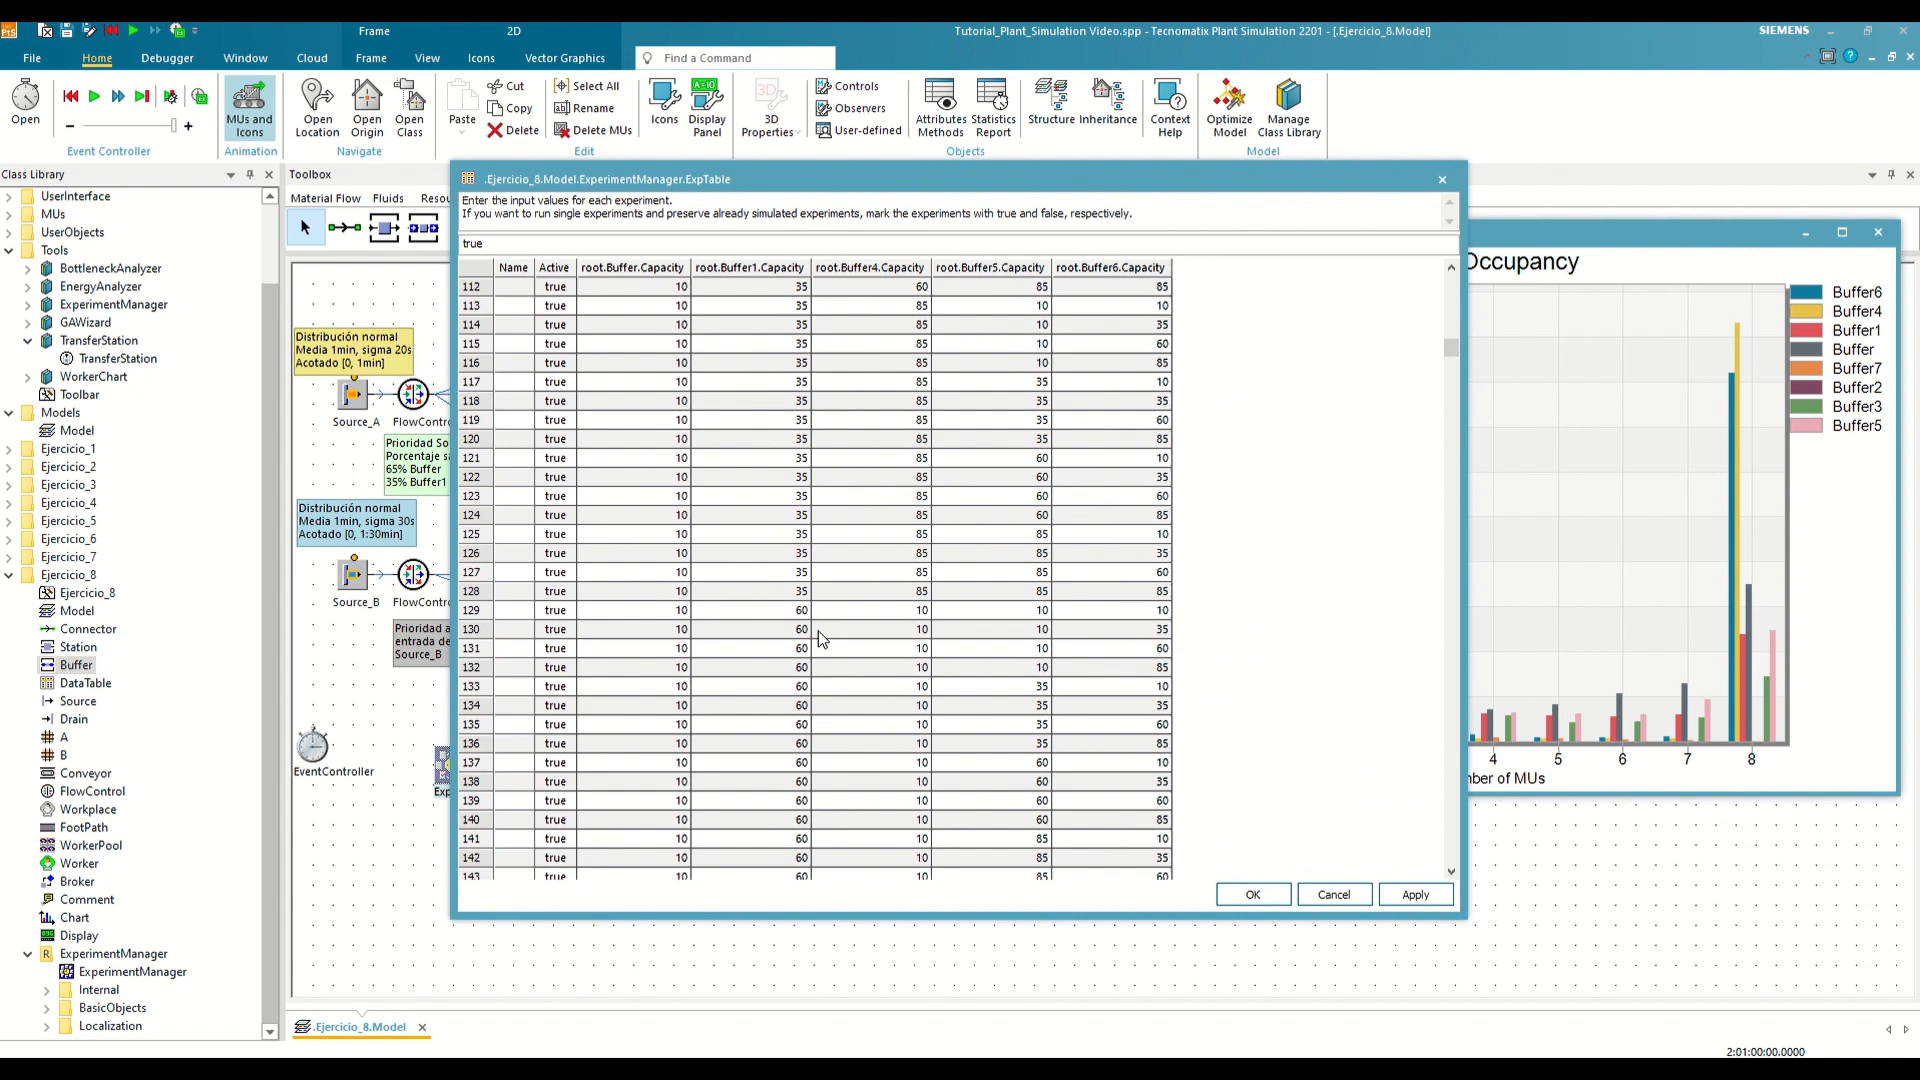 Frame
2D
Tutorial_Plant_Simulation Video.spp - Tecnomatix Plant Simulation 2201 - [.Ejercicio_8.Model]
SIEMENS
File
Home
Debugger
Window
Cloud
Frame
View
Icons
Vector Graphics
Find a Command
Open
Event Controller
MUs and Icons
Animation
Open Location
Open Origin
Open Class
Navigate
Paste
Cut
Copy
Delete
Select All
Rename
Delete MUs
Edit
Icons
Display Panel
3D Properties
Controls
Observers
User-defined
Attributes Methods
Statistics Report
Structure
Inheritance
Context Help
Objects
Optimize Model
Manage Class Library
Model
Class Library
UserInterface
MUs
UserObjects
Tools
BottleneckAnalyzer
EnergyAnalyzer
ExperimentManager
GAWizard
TransferStation
TransferStation
WorkerChart
Toolbar
Models
Model
Ejercicio_1
Ejercicio_2
Ejercicio_3
Ejercicio_4
Ejercicio_5
Ejercicio_6
Ejercicio_7
Ejercicio_8
Ejercicio_8
Model
Connector
Station
Buffer
DataTable
Source
Drain
A
B
Conveyor
FlowControl
Workplace
FootPath
WorkerPool
Worker
Broker
Comment
Chart
Display
ExperimentManager
ExperimentManager
Internal
BasicObjects
Localization
Toolbox
Material Flow
Fluids
Resou
Distribución normal
Media 1min, sigma 20s
Acotado [0, 1min]
Source_A
FlowContro
Prioridad So
Porcentaje sa
65% Buffer
35% Buffer1
Distribución normal
Media 1min, sigma 30s
Acotado [0, 1:30min]
Source_B
FlowContro
Prioridad a
entrada de
Source_B
EventController
Exp
.Ejercicio_8.Model.ExperimentManager.ExpTable
Enter the input values for each experiment.
If you want to run single experiments and preserve already simulated experiments, mark the experiments with true and false, respectively.
true
Name Active root.Buffer.Capacity root.Buffer1.Capacity root.Buffer4.Capacity root.Buffer5.Capacity root.Buffer6.Capacity
112 true 10 35 60 85 85
113 true 10 35 85 10 10
114 true 10 35 85 10 35
115 true 10 35 85 10 60
116 true 10 35 85 10 85
117 true 10 35 85 35 10
118 true 10 35 85 35 35
119 true 10 35 85 35 60
120 true 10 35 85 35 85
121 true 10 35 85 60 10
122 true 10 35 85 60 35
123 true 10 35 85 60 60
124 true 10 35 85 60 85
125 true 10 35 85 85 10
126 true 10 35 85 85 35
127 true 10 35 85 85 60
128 true 10 35 85 85 85
129 true 10 60 10 10 10
130 true 10 60 10 10 35
131 true 10 60 10 10 60
132 true 10 60 10 10 85
133 true 10 60 10 35 10
134 true 10 60 10 35 35
135 true 10 60 10 35 60
136 true 10 60 10 35 85
137 true 10 60 10 60 10
138 true 10 60 10 60 35
139 true 10 60 10 60 60
140 true 10 60 10 60 85
141 true 10 60 10 85 10
142 true 10 60 10 85 35
143 true 10 60 10 85 60
OK
Cancel
Apply
Occupancy
Buffer6
Buffer4
Buffer1
Buffer
Buffer7
Buffer2
Buffer3
Buffer5
4 5 6 7 8
ber of MUs
.Ejercicio_8.Model
2:01:00:00.0000